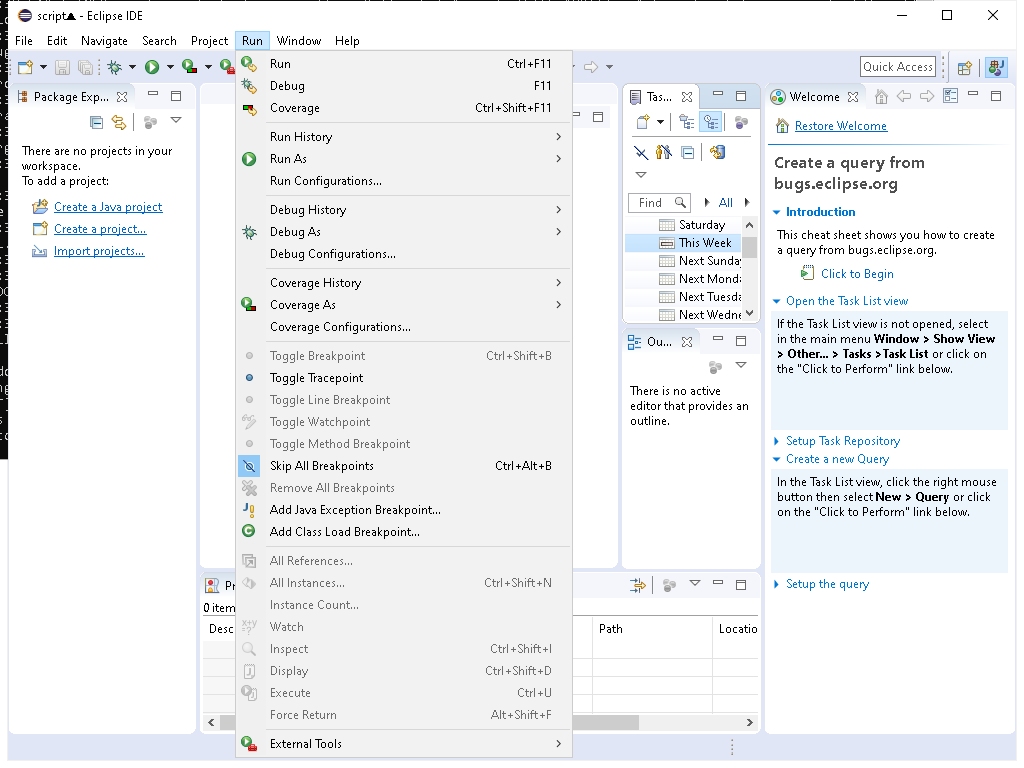 script▲ - Eclipse IDE
File Edit Navigate Search Project Run Window Help
Quick Access
Package Exp...
There are no projects in your
workspace.
To add a project:
Create a Java project
Create a project...
Import projects...
Run Ctrl+F11
Debug F11
Coverage Ctrl+Shift+F11
Run History
Run As
Run Configurations...
Debug History
Debug As
Debug Configurations...
Coverage History
Coverage As
Coverage Configurations...
Toggle Breakpoint Ctrl+Shift+B
Toggle Tracepoint
Toggle Line Breakpoint
Toggle Watchpoint
Toggle Method Breakpoint
Skip All Breakpoints Ctrl+Alt+B
Remove All Breakpoints
Add Java Exception Breakpoint...
Add Class Load Breakpoint...
All References...
All Instances... Ctrl+Shift+N
Instance Count...
Watch
Inspect Ctrl+Shift+I
Display Ctrl+Shift+D
Execute Ctrl+U
Force Return Alt+Shift+F
External Tools
Pr
0 item
Desc
Path
Locatio
Tas...
Find
All
Saturday
This Week
Next Sunday
Next Monda
Next Tuesda
Next Wedne
Ou...
There is no active
editor that provides an
outline.
Welcome
Restore Welcome
Create a query from
bugs.eclipse.org
Introduction
This cheat sheet shows you how to create
a query from bugs.eclipse.org.
Click to Begin
Open the Task List view
If the Task List view is not opened, select
in the main menu Window > Show View
> Other... > Tasks >Task List or click on
the "Click to Perform" link below.
Setup Task Repository
Create a new Query
In the Task List view, click the right mouse
button then select New > Query or click
on the "Click to Perform" link below.
Setup the query